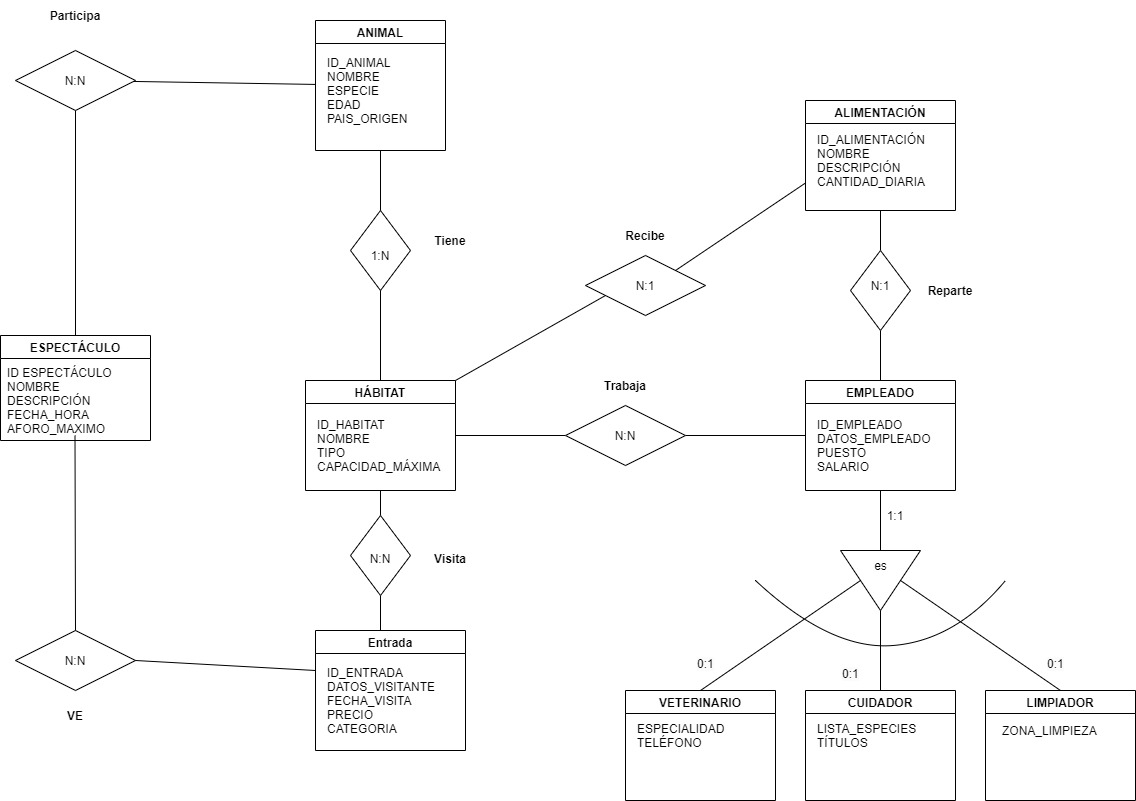 Participa
N:N
ANIMAL
ID_ANIMAL
NOMBRE
ESPECIE
EDAD
PAIS_ORIGEN
ALIMENTACIÓN
ID_ALIMENTACIÓN
NOMBRE
DESCRIPCIÓN
CANTIDAD_DIARIA
1:N
Tiene
Recibe
N:1
N:1
Reparte
ESPECTÁCULO
ID ESPECTÁCULO
NOMBRE
DESCRIPCIÓN
FECHA_HORA
AFORO_MAXIMO
HÁBITAT
ID_HABITAT
NOMBRE
TIPO
CAPACIDAD_MÁXIMA
Trabaja
N:N
EMPLEADO
ID_EMPLEADO
DATOS_EMPLEADO
PUESTO
SALARIO
1:1
es
N:N
Visita
N:N
VE
Entrada
ID_ENTRADA
DATOS_VISITANTE
FECHA_VISITA
PRECIO
CATEGORIA
0:1
0:1
0:1
VETERINARIO
ESPECIALIDAD
TELÉFONO
CUIDADOR
LISTA_ESPECIES
TÍTULOS
LIMPIADOR
ZONA_LIMPIEZA